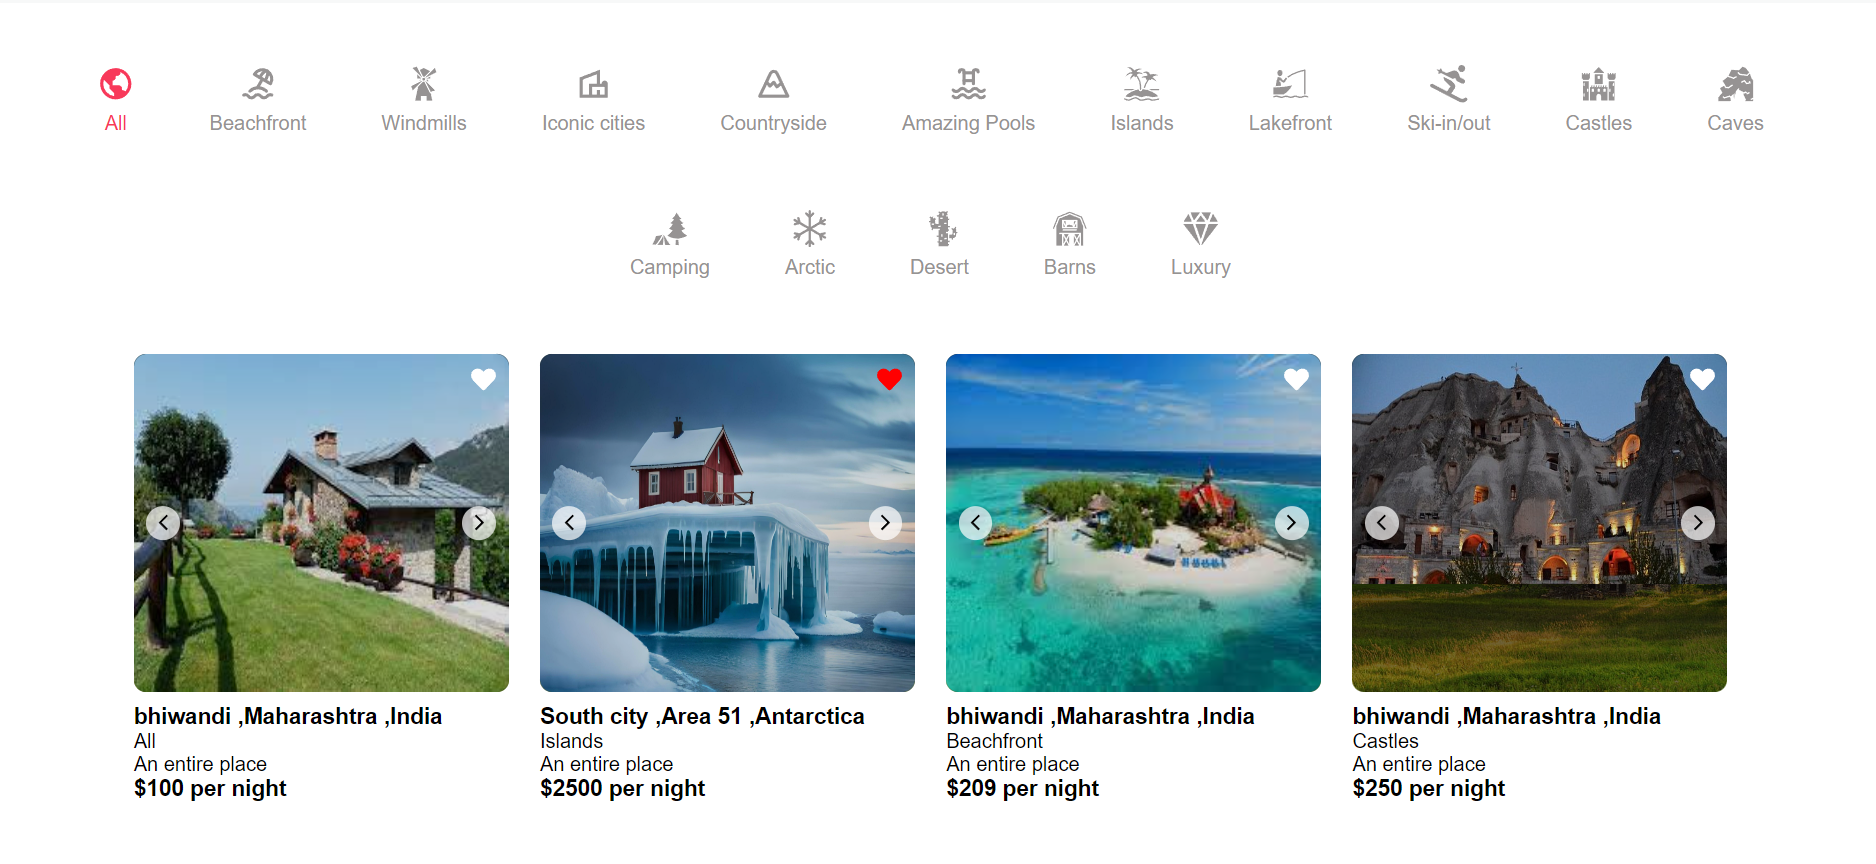 All Beachfront Windmills Iconic cities Countryside Amazing Pools Islands Lakefront Ski-in/out Castles Caves
Camping Arctic Desert Barns Luxury
bhiwandi ,Maharashtra ,India
All
An entire place
$100 per night
South city ,Area 51 ,Antarctica
Islands
An entire place
$2500 per night
bhiwandi ,Maharashtra ,India
Beachfront
An entire place
$209 per night
bhiwandi ,Maharashtra ,India
Castles
An entire place
$250 per night